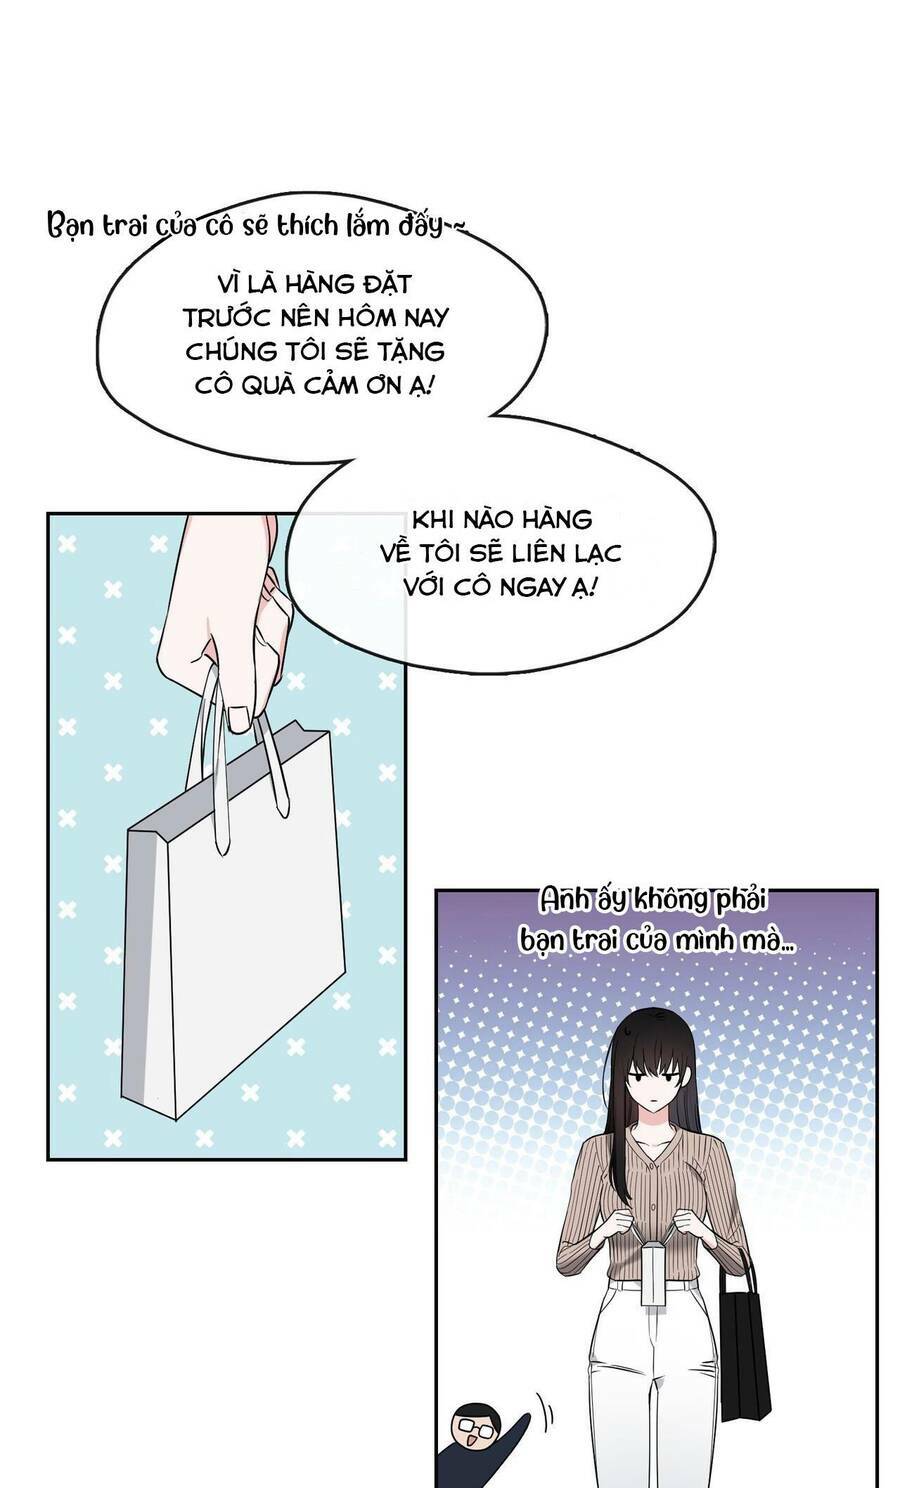 Bạn trai của cô sẽ thích lắm đấy~
VÌ LÀ HÀNG ĐẶT
TRƯỚC NÊN HÔM NAY
CHÚNG TÔI SẼ TẶNG
CÔ QUÀ CẢM ƠN Ạ!
KHI NÀO HÀNG
VỀ TÔI SẼ LIÊN LẠC
VỚI CÔ NGAY Ạ!
Anh ấy không phải
bạn trai của mình mà...